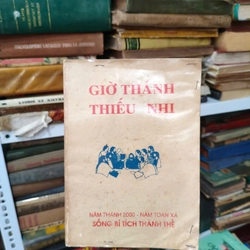 GIỜ THÁNH
THIẾU NHI
NĂM THÁNH 2000 - NĂM TOÀN XÁ
SỐNG BÍ TÍCH THÁNH THỂ